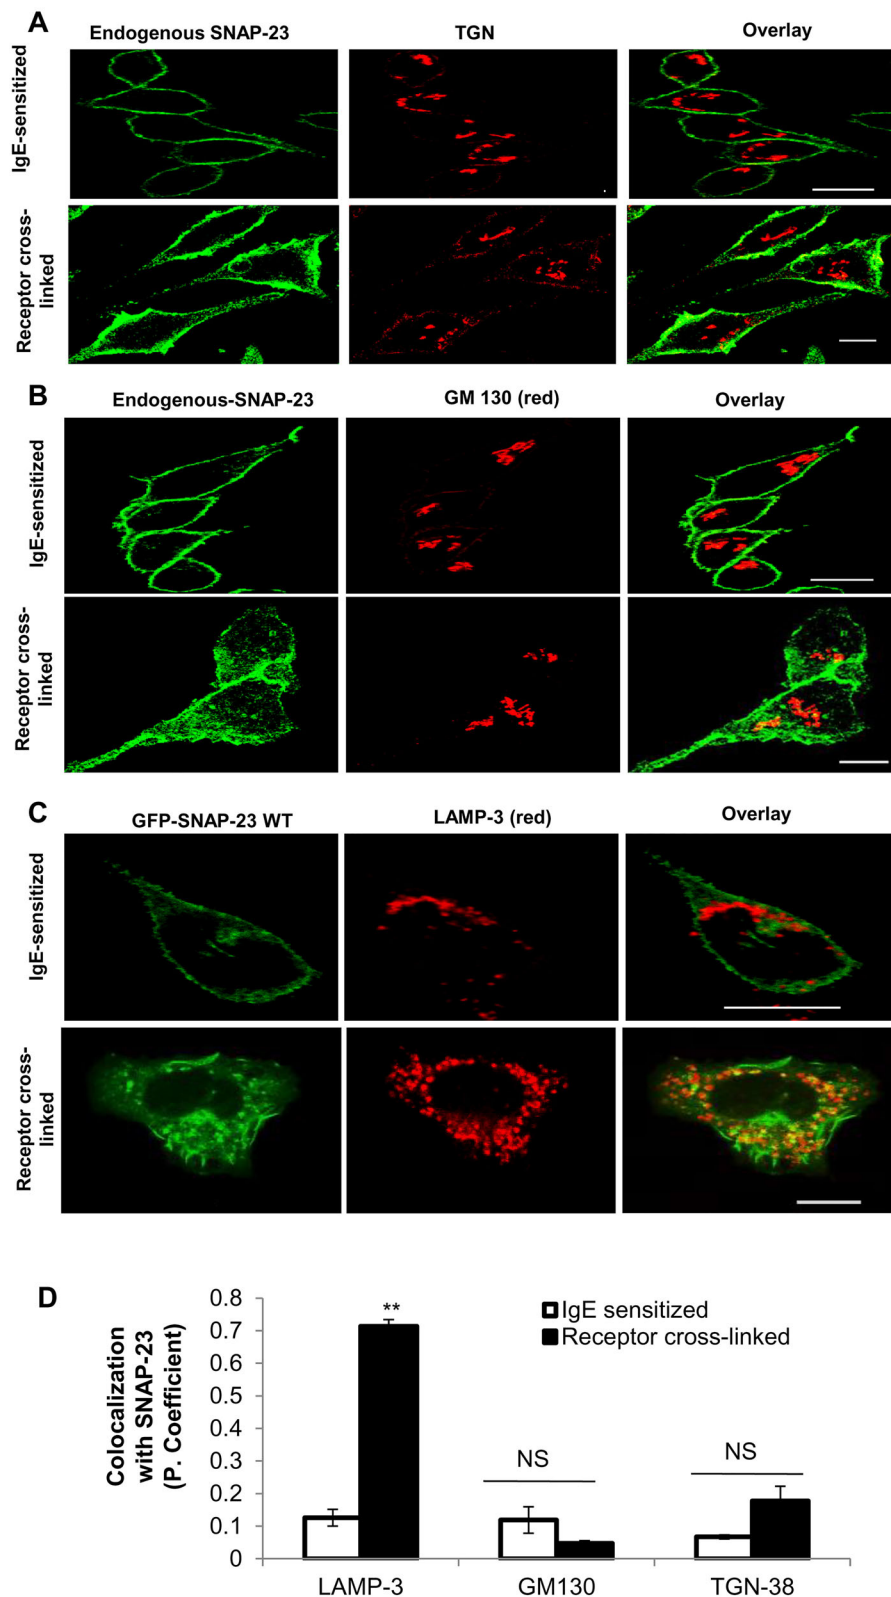 A
Endogenous SNAP-23 TGN Overlay
IgE-sensitized
Receptor cross-
linked
B
Endogenous-SNAP-23 GM 130 (red) Overlay
IgE-sensitized
Receptor cross-
linked
C
GFP-SNAP-23 WT LAMP-3 (red) Overlay
IgE-sensitized
Receptor cross-
linked
D
Colocalization
with SNAP-23
(P. Coefficient)
0.8
0.7
0.6
0.5
0.4
0.3
0.2
0.1
0
**
IgE sensitized
Receptor cross-linked
NS
NS
LAMP-3 GM130 TGN-38